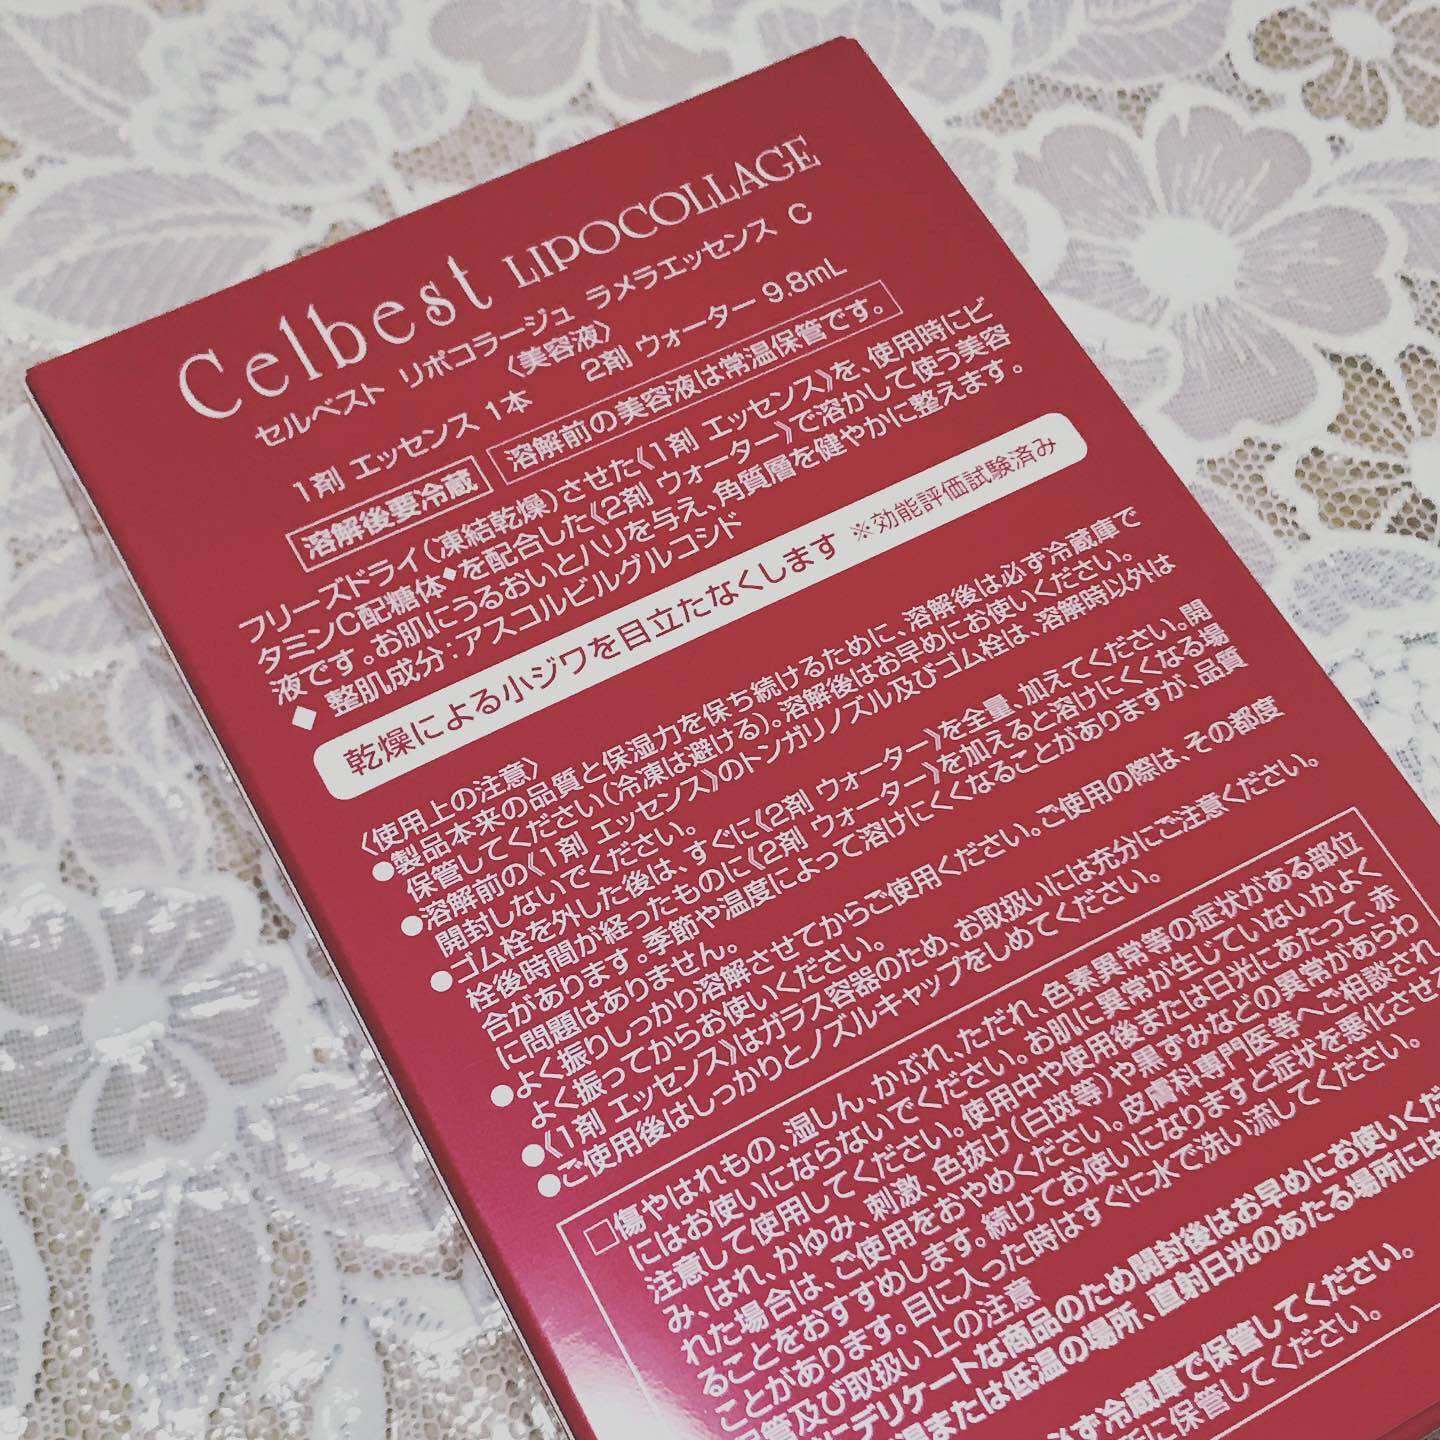 Celbest LIPOCOLLAGE
セルベスト リポコラージュ ラメラエッセンス C
〈美容液〉
1剤 エッセンス 1本 2剤 ウォーター 9.8mL
溶解後要冷蔵 溶解前の美容液は常温保管です。
フリーズドライ(凍結乾燥)させた《1剤 エッセンス》を、使用時にビ
タミンC配糖体◆を配合した《2剤 ウォーター》で溶かして使う美容
液です。お肌にうるおいとハリを与え、角質層を健やかに整えます。
◆ 整肌成分：アスコルビルグルコシド
乾燥による小ジワを目立たなくします ※効能評価試験済み
〈使用上の注意〉
●製品本来の品質と保湿力を保ち続けるために、溶解後は必ず冷蔵庫で
保管してください(冷凍は避ける)。溶解後はお早めにお使いください。
●溶解前の《1剤 エッセンス》のトンガリノズル及びゴム栓は、溶解時以外は
開封しないでください。
●ゴム栓を外した後は、すぐに《2剤 ウォーター》を全量、加えてください。開
栓後時間が経ったものに《2剤 ウォーター》を加えると溶けにくくなる場
合があります。季節や温度によって溶けにくくなることがありますが、品質
に問題はありません。
●よく振りしっかり溶解させてからご使用ください。ご使用の際は、その都度
よく振ってからお使いください。
●《1剤 エッセンス》はガラス容器のため、お取扱いには充分にご注意ください。
●ご使用後はしっかりとノズルキャップをしめてください。
□傷やはれもの、湿しん、かぶれ、ただれ、色素異常等の症状がある部位
にはお使いにならないでください。お肌に異常が生じていないかよく
注意して使用してください。使用中や使用後または日光にあたって、赤
み、はれ、かゆみ、刺激、色抜け(白斑等)や黒ずみなどの異常があらわ
れた場合は、ご使用をおやめください。皮膚科専門医等へご相談され
ることをおすすめします。続けてお使いになりますと症状を悪化させる
ことがあります。目に入った時はすぐに水で洗い流してください。
管及び取扱い上の注意
デリケートな商品のため開封後はお早めにお使いくだ
温または低温の場所、直射日光のあたる場所には
必ず冷蔵庫で保管してください。
所に保管してください。